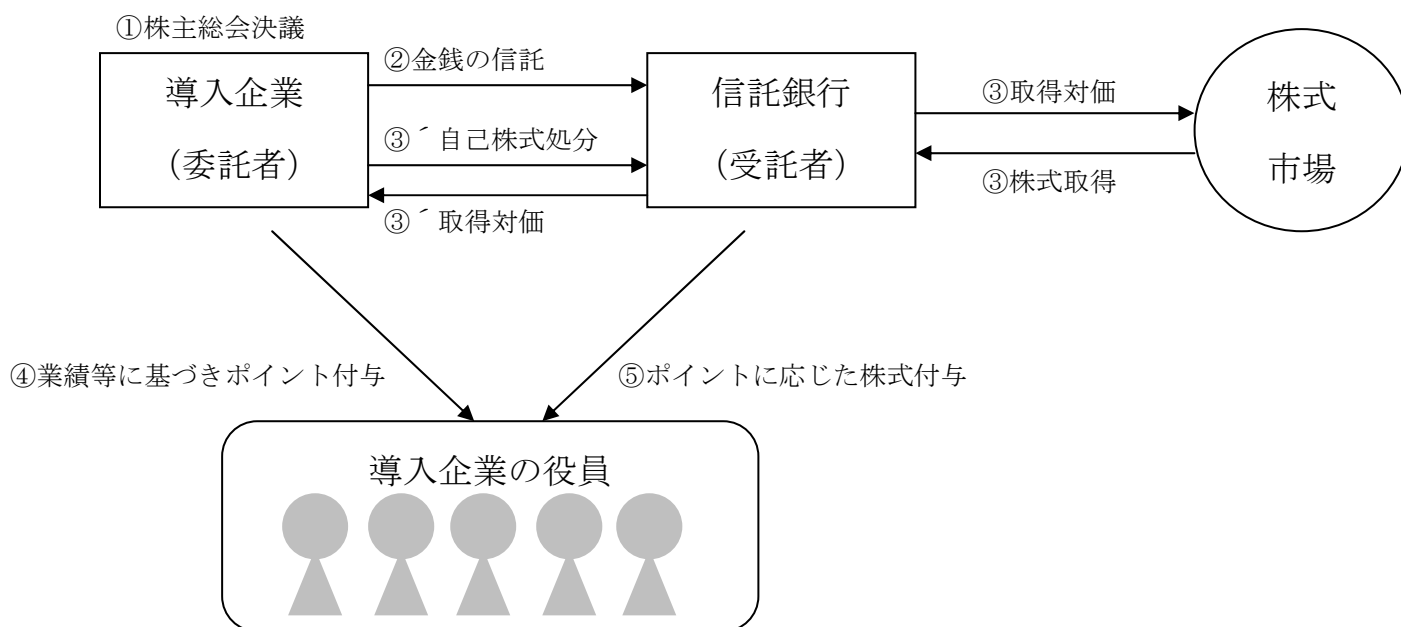 ①株主総会決議
導入企業
(委託者)
②金銭の信託
③´自己株式処分
③´取得対価
信託銀行
(受託者)
③取得対価
③株式取得
株式
市場
④業績等に基づきポイント付与
⑤ポイントに応じた株式付与
導入企業の役員